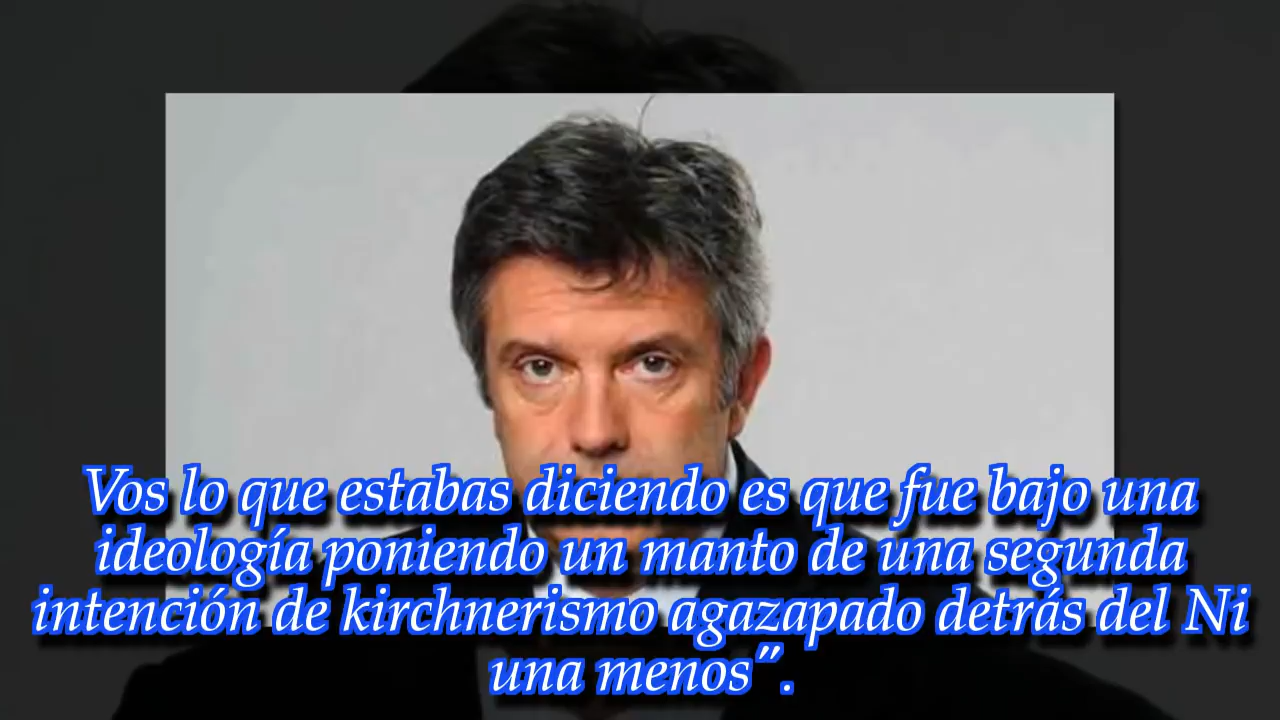 Vos lo que estabas diciendo es que fue bajo una
ideología poniendo un manto de una segunda
intención de kirchnerismo agazapado detrás del Ni
una menos”.